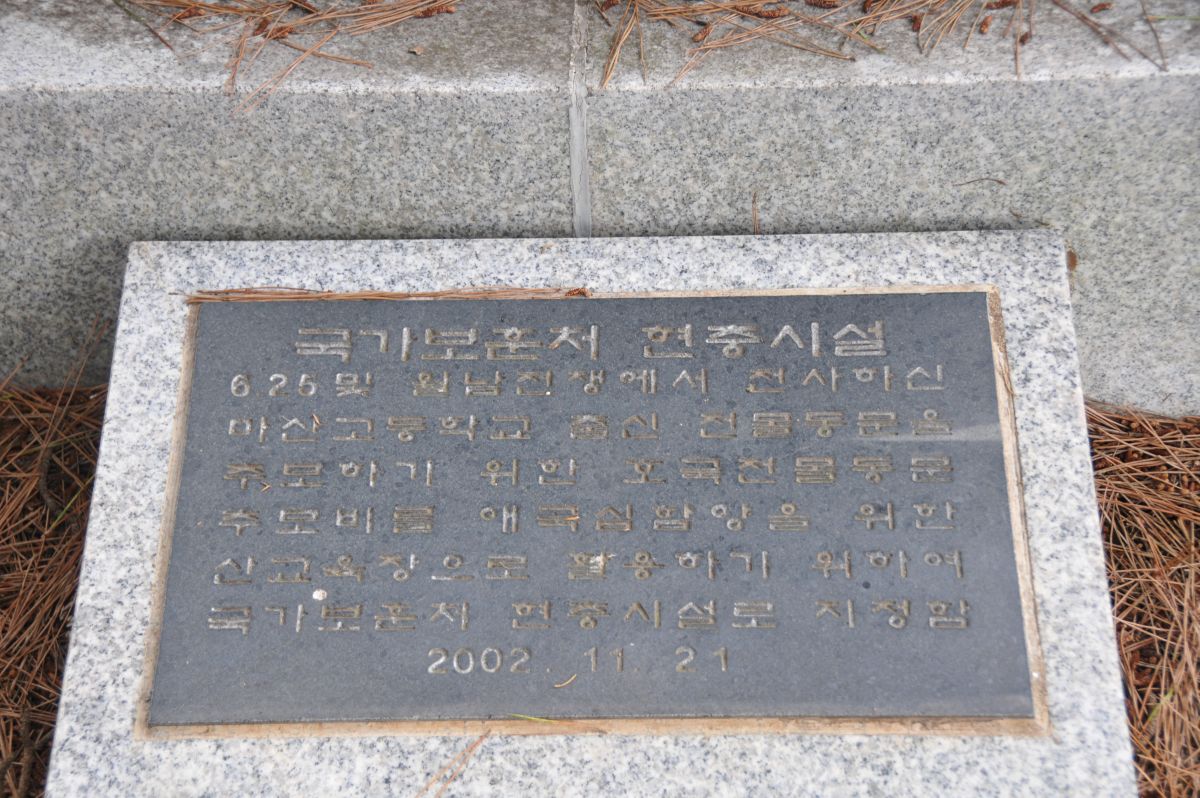 국가보훈처 현중시설
6.25및 월남전쟁에서 전사하신
마산고등학교 출신 전몰동문을
추모하기 위한 호국전몰동문
추모비를 애국심함양을 위한
산교육장으로 활용하기 위하여
국가보훈처 현중시설로 지정함
2002. 11. 21